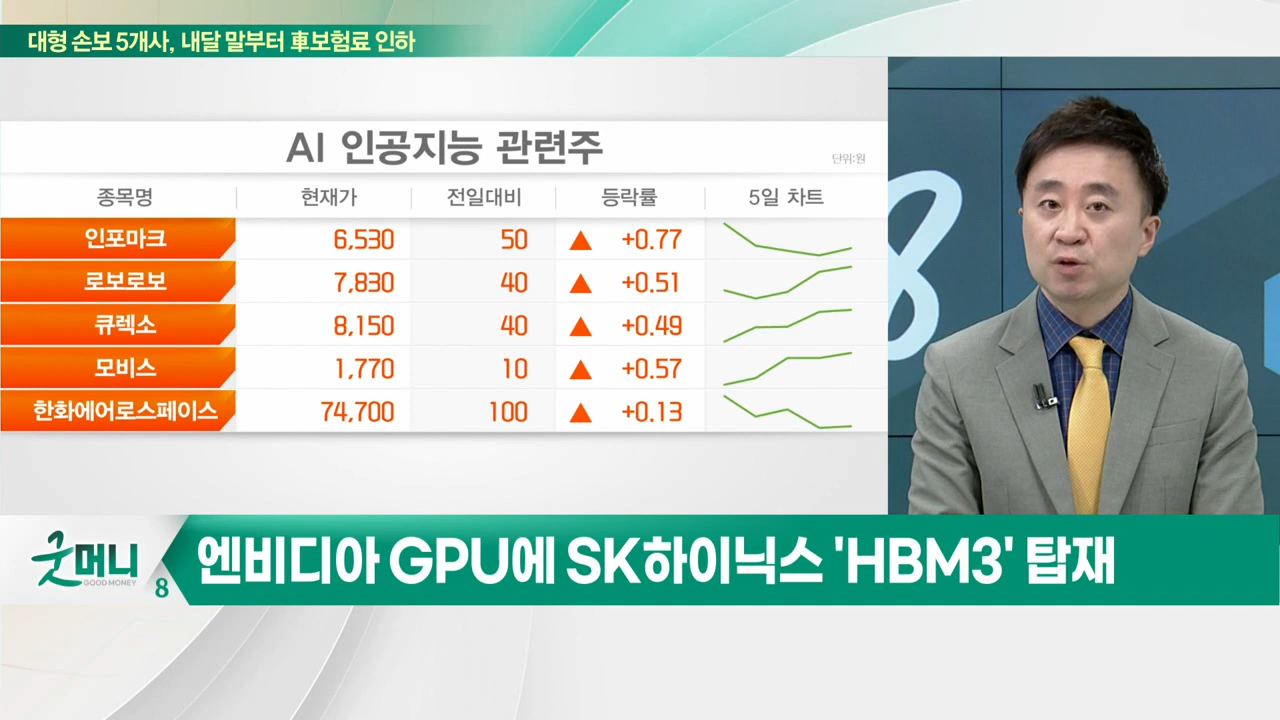 대형 손보 5개사, 내달 말부터 車보험료 인하
AI 인공지능 관련주
단위:원
종목명 현재가 전일대비 등락률 5일 차트
인포마크 6,530 50 ▲ +0.77
로보로보 7,830 40 ▲ +0.51
큐렉소 8,150 40 ▲ +0.49
모비스 1,770 10 ▲ +0.57
한화에어로스페이스 74,700 100 ▲ +0.13
8
굿머니
GOOD MONEY
8
엔비디아 GPU에 SK하이닉스 'HBM3' 탑재